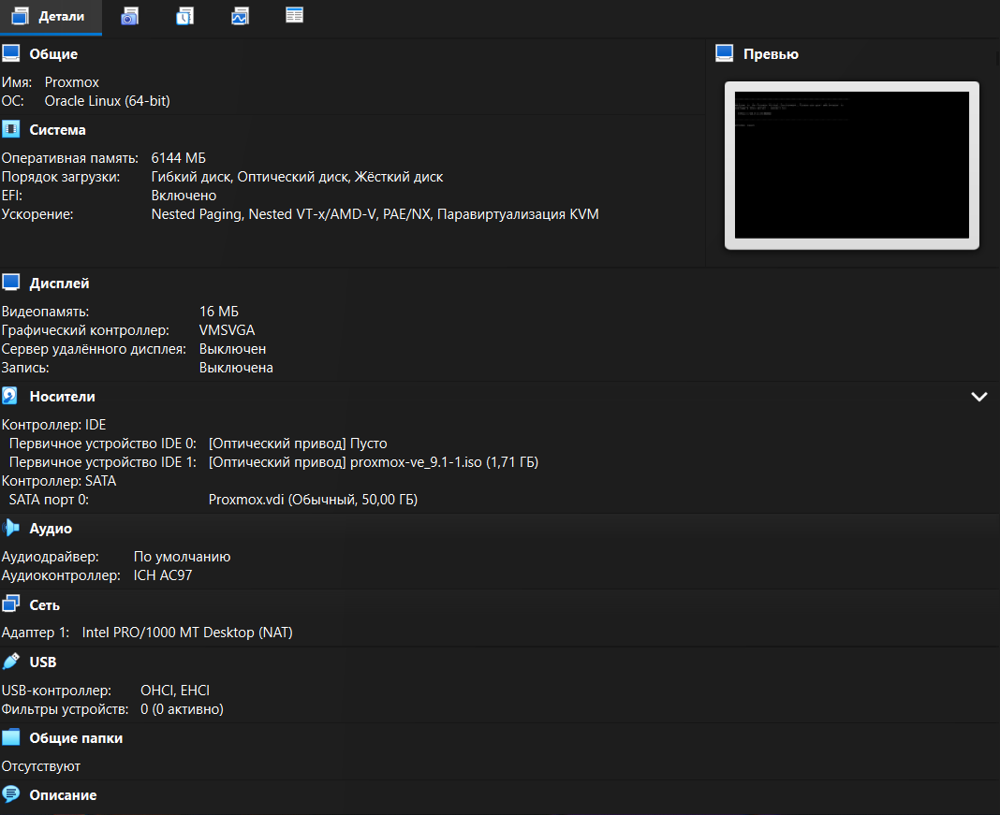 Детали
Общие
Имя: Proxmox
ОС: Oracle Linux (64-bit)
Система
Оперативная память: 6144 МБ
Порядок загрузки: Гибкий диск, Оптический диск, Жёсткий диск
EFI: Включено
Ускорение: Nested Paging, Nested VT-x/AMD-V, PAE/NX, Паравиртуализация KVM
Превью
Дисплей
Видеопамять: 16 МБ
Графический контроллер: VMSVGA
Сервер удалённого дисплея: Выключен
Запись: Выключена
Носители
Контроллер: IDE
Первичное устройство IDE 0: [Оптический привод] Пусто
Первичное устройство IDE 1: [Оптический привод] proxmox-ve_9.1-1.iso (1,71 ГБ)
Контроллер: SATA
SATA порт 0: Proxmox.vdi (Обычный, 50,00 ГБ)
Аудио
Аудиодрайвер: По умолчанию
Аудиоконтроллер: ICH AC97
Сеть
Адаптер 1: Intel PRO/1000 MT Desktop (NAT)
USB
USB-контроллер: OHCI, EHCI
Фильтры устройств: 0 (0 активно)
Общие папки
Отсутствуют
Описание